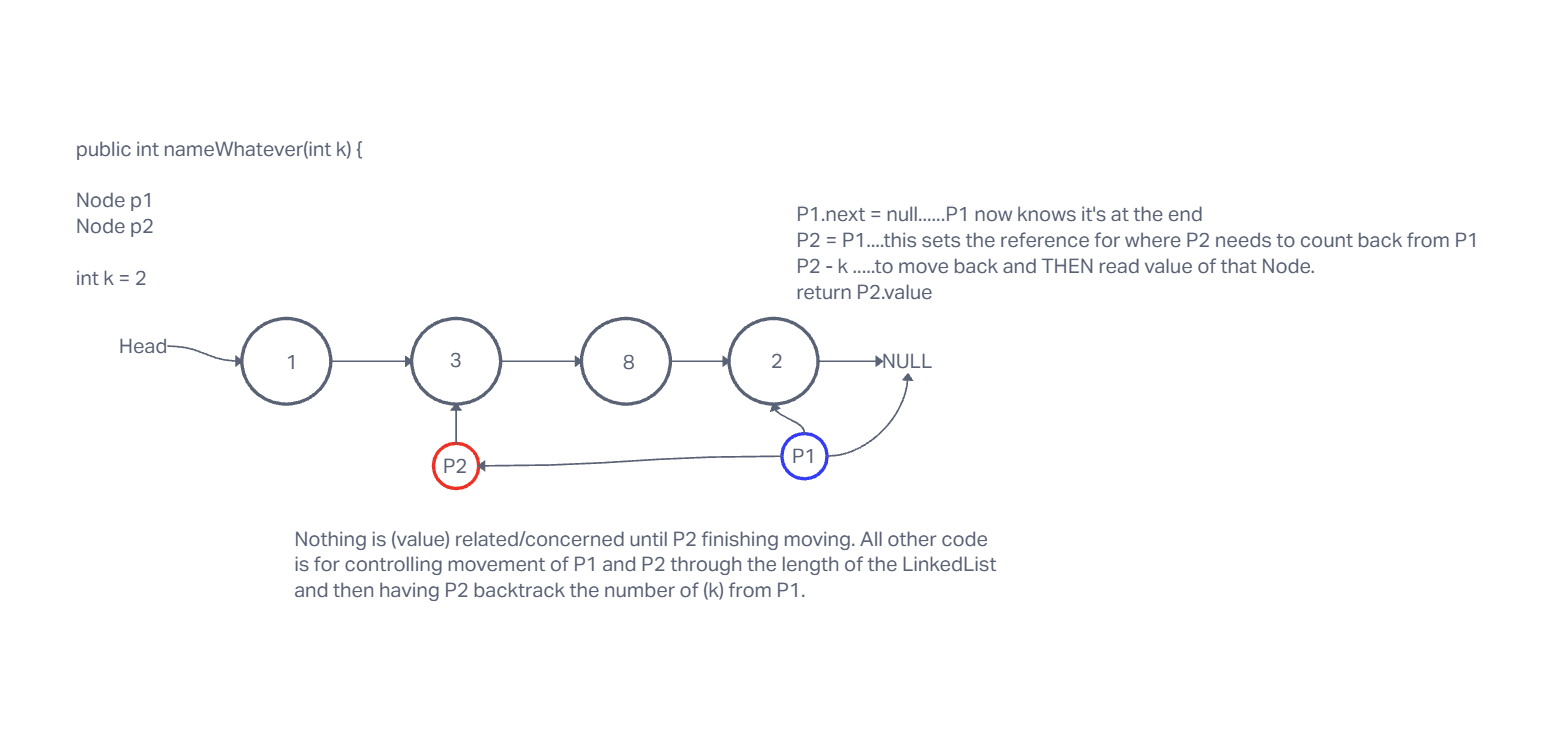 public int nameWhatever(int k) {
Node p1
Node p2
int k = 2
P1.next = null......P1 now knows it's at the end
P2 = P1....this sets the reference for where P2 needs to count back from P1
P2 - k .....to move back and THEN read value of that Node.
return P2.value
Head
1
3
8
2
NULL
P2
P1
Nothing is (value) related/concerned until P2 finishing moving. All other code
is for controlling movement of P1 and P2 through the length of the LinkedList
and then having P2 backtrack the number of (k) from P1.